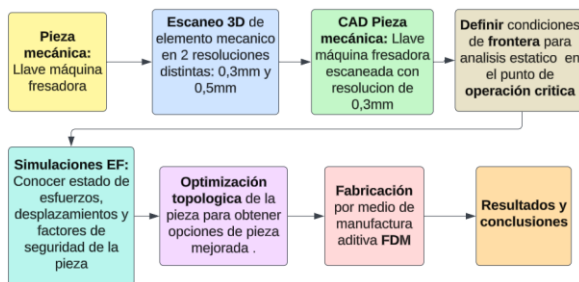 Pieza
mecánica:
Llave máquina
fresadora
Escaneo 3D de
elemento mecanico
en 2 resoluciones
distintas: 0,3mm y
0,5mm
CAD Pieza
mecánica: Llave
máquina fresadora
escaneada con
resolucion de
0,3mm
Definir condiciones
de frontera para
analisis estatico en
el punto de
operación critica
Simulaciones EF:
Conocer estado de
esfuerzos,
desplazamientos y
factores de
seguridad de la
pieza
Optimización
topologica de la
pieza para obtener
opciones de pieza
mejorada .
Fabricación
por medio de
manufactura
aditiva FDM
Resultados y
conclusiones